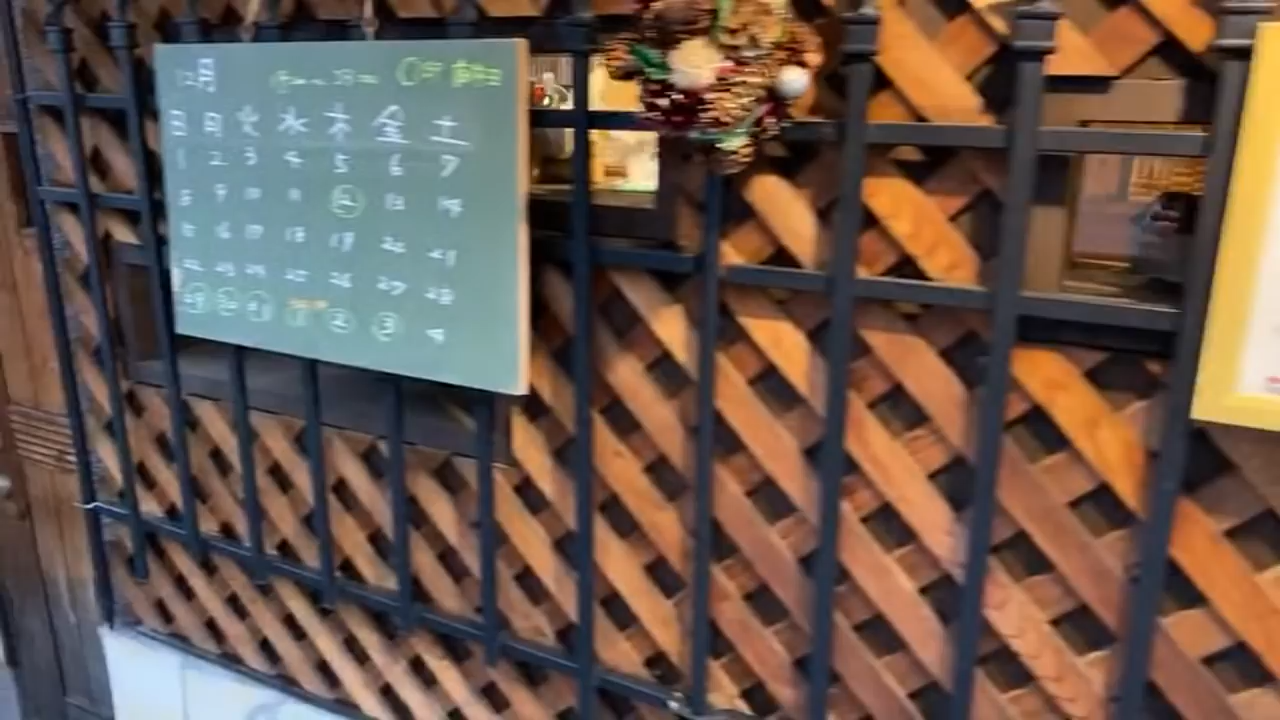 12月
日 月 火 水 木 金 土
1 2 3 4 5 6 7
8 9 10 11 12 13 14
15 16 17 18 19 20 21
22 23 24 25 26 27 28
29 30 31 1 2 3 4